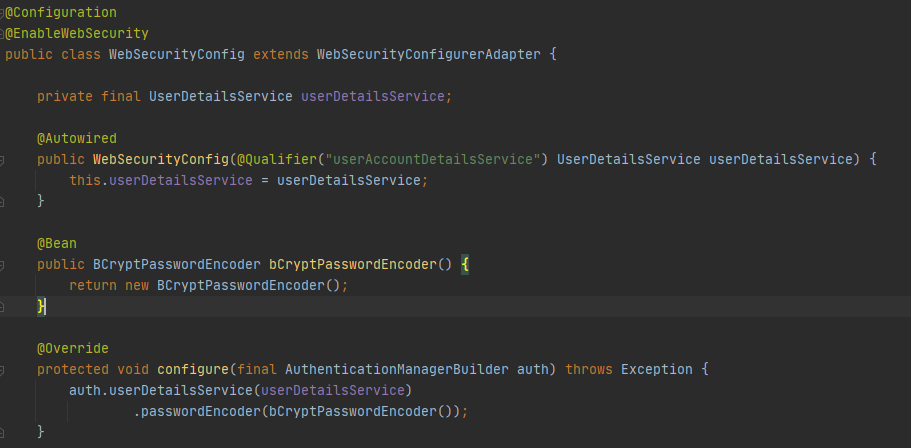 @Configuration
@EnableWebSecurity
public class WebSecurityConfig extends WebSecurityConfigurerAdapter {
private final UserDetailsService userDetailsService;
@Autowired
public WebSecurityConfig(@Qualifier("userAccountDetailsService") UserDetailsService userDetailsService) {
this.userDetailsService = userDetailsService;
}
@Bean
public BCryptPasswordEncoder bCryptPasswordEncoder() {
return new BCryptPasswordEncoder();
}
@Override
protected void configure(final AuthenticationManagerBuilder auth) throws Exception {
auth.userDetailsService(userDetailsService)
.passwordEncoder(bCryptPasswordEncoder());
}